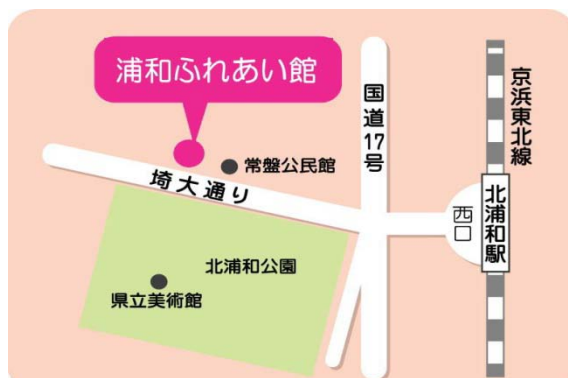 浦和ふれあい館
国道17号
京浜東北線
常盤公民館
埼大通り
西口
北浦和駅
北浦和公園
県立美術館